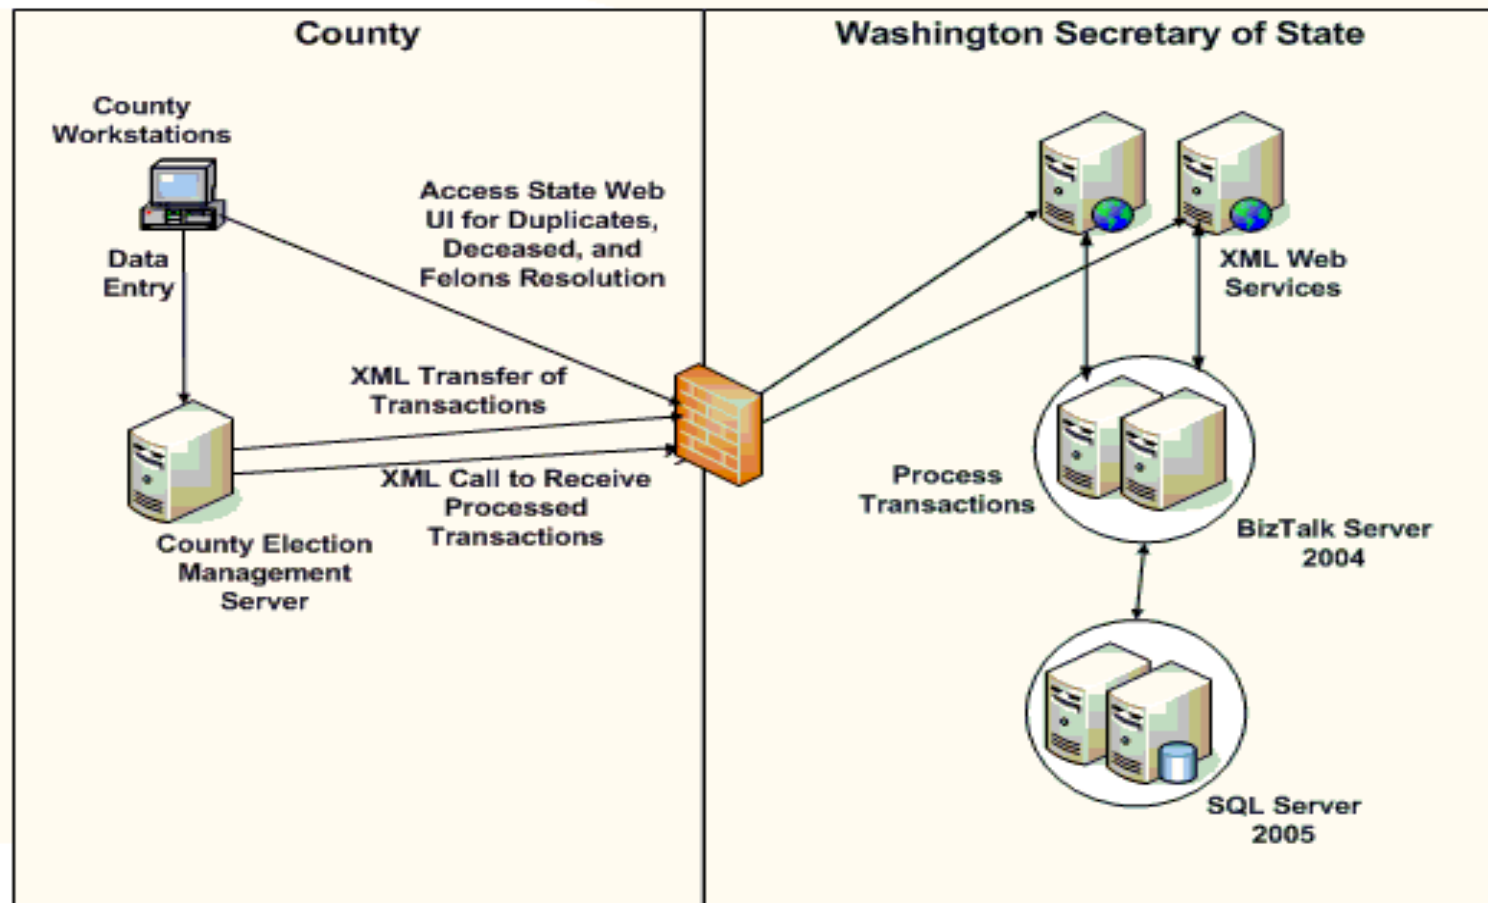 County
Washington Secretary of State
County
Workstations
Access State Web
UI for Duplicates,
Deceased, and
Felons Resolution
Data
Entry
XML Web
Services
XML Transfer of
Transactions
XML Call to Receive
Processed
Transactions
Process
Transactions
BizTalk Server
2004
County Election
Management
Server
SQL Server
2005